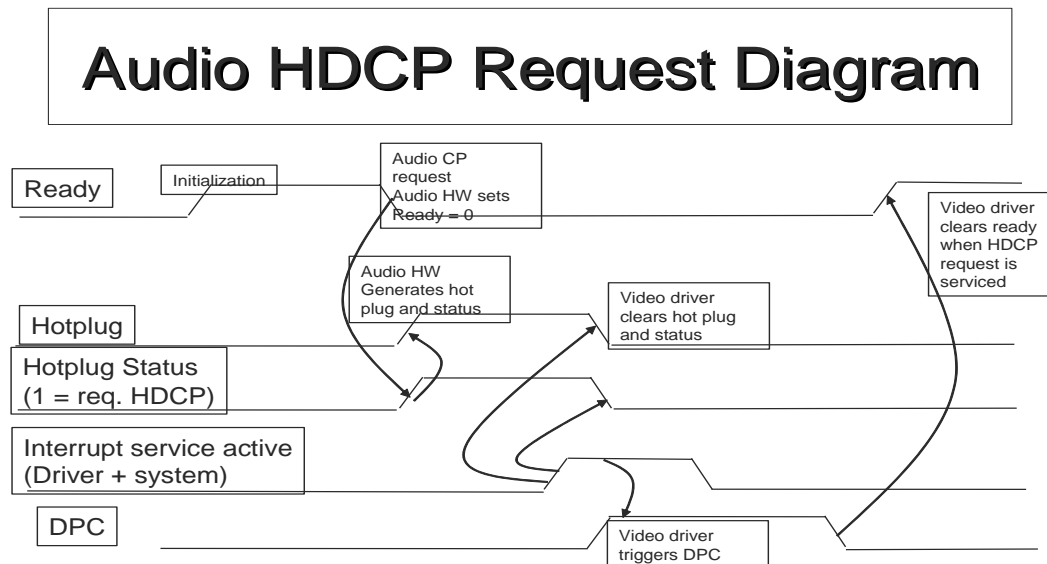 Audio HDCP Request Diagram
Ready
Initialization
Audio CP
request
Audio HW sets
Ready = 0
Video driver
clears ready
when HDCP
request is
serviced
Audio HW
Generates hot
plug and status
Video driver
clears hot plug
and status
Hotplug
Hotplug Status
(1 = req. HDCP)
Interrupt service active
(Driver + system)
DPC
Video driver
triggers DPC